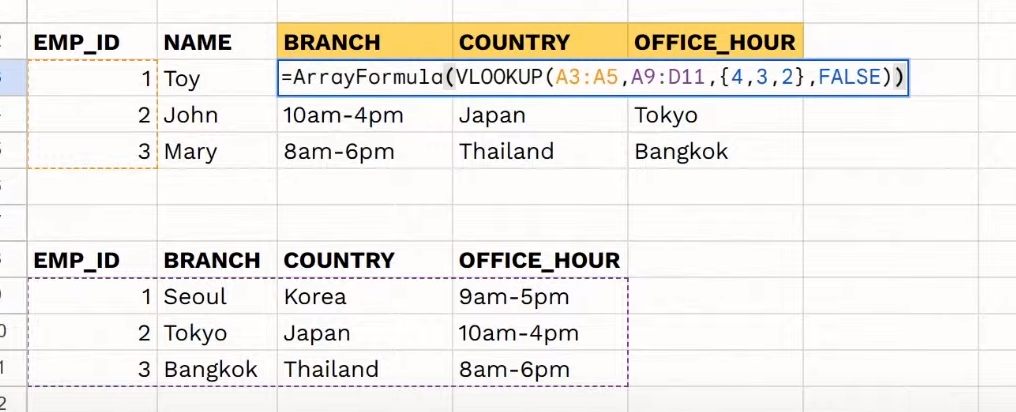 EMP_ID NAME BRANCH COUNTRY OFFICE_HOUR
1 Toy =ArrayFormula(VLOOKUP(A3:A5,A9:D11,{4,3,2},FALSE))
2 John 10am-4pm Japan Tokyo
3 Mary 8am-6pm Thailand Bangkok
EMP_ID BRANCH COUNTRY OFFICE_HOUR
1 Seoul Korea 9am-5pm
2 Tokyo Japan 10am-4pm
3 Bangkok Thailand 8am-6pm